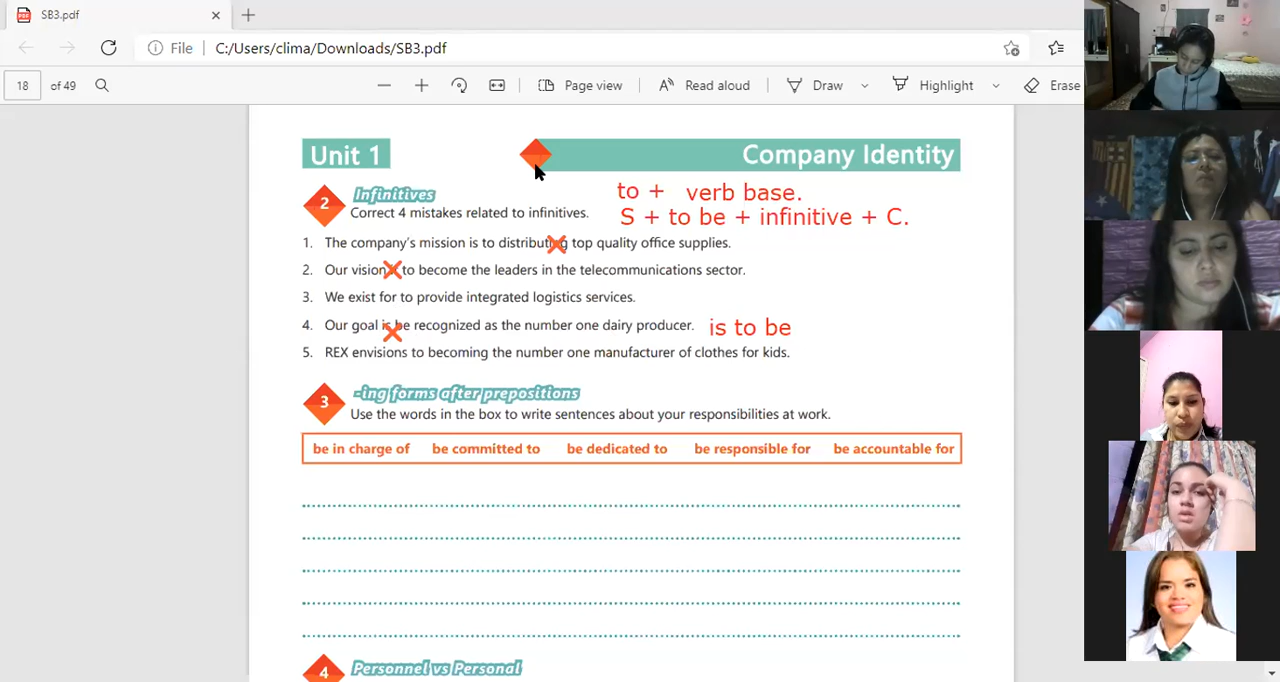 SB3.pdf
File C:/Users/clima/Downloads/SB3.pdf
18 of 49 Page view Read aloud Draw Highlight Erase
Unit 1 Company Identity
2 Infinitives to + verb base.
Correct 4 mistakes related to infinitives. S + to be + infinitive + C.
1. The company's mission is to distributing top quality office supplies.
2. Our vision is to become the leaders in the telecommunications sector.
3. We exist for to provide integrated logistics services.
4. Our goal is be recognized as the number one dairy producer. is to be
5. REX envisions to becoming the number one manufacturer of clothes for kids.
3 -ing forms after prepositions
Use the words in the box to write sentences about your responsibilities at work.
be in charge of be committed to be dedicated to be responsible for be accountable for
4 Personnel vs Personal